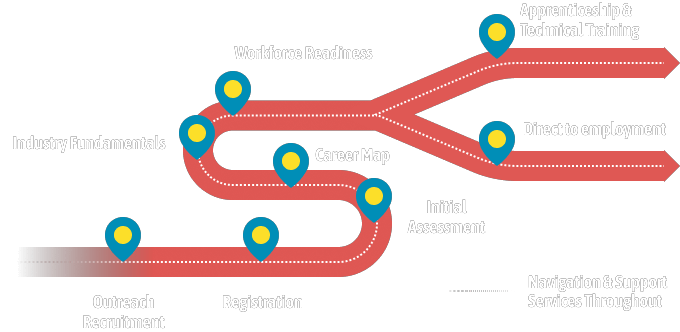 Apprenticeship &
Technical Training
Workforce Readiness
Direct to employment
Industry Fundamentals
Career Map
Initial
Assessment
Outreach
Recruitment
Registration
Navigation & Support
Services Throughout